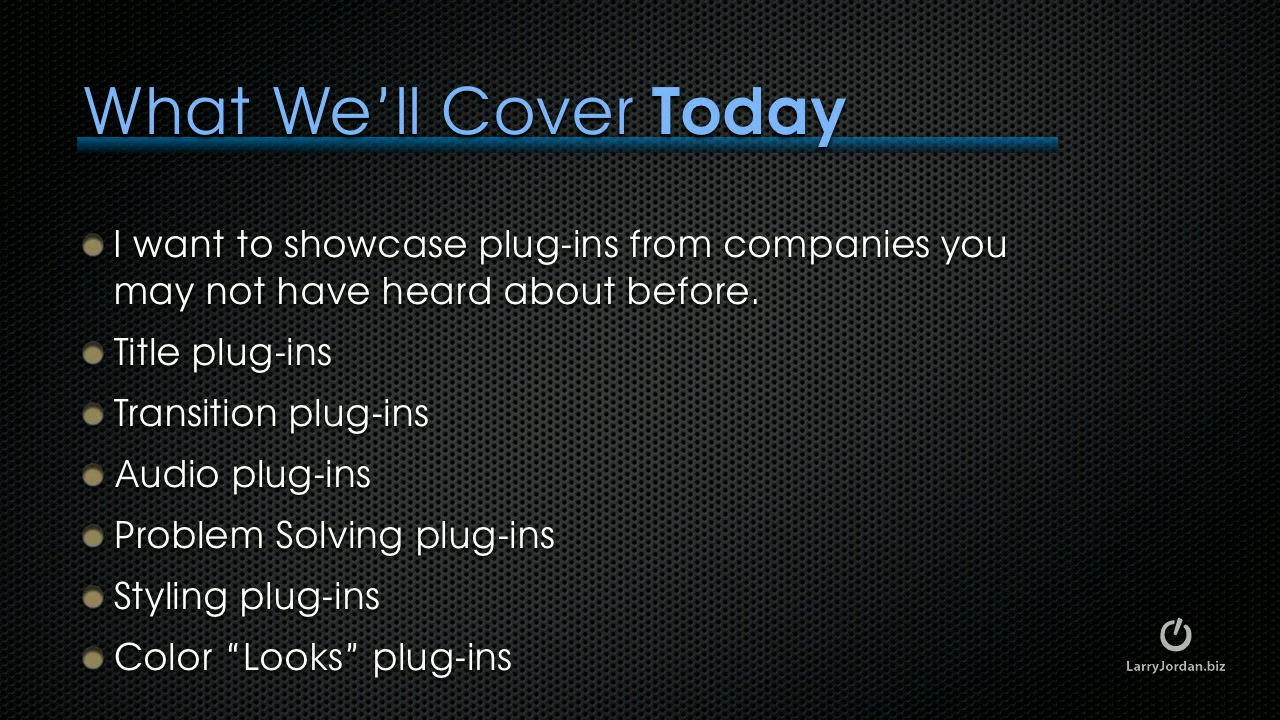 What We’ll Cover Today
I want to showcase plug-ins from companies you
may not have heard about before.
Title plug-ins
Transition plug-ins
Audio plug-ins
Problem Solving plug-ins
Styling plug-ins
Color “Looks” plug-ins
LarryJordan.biz